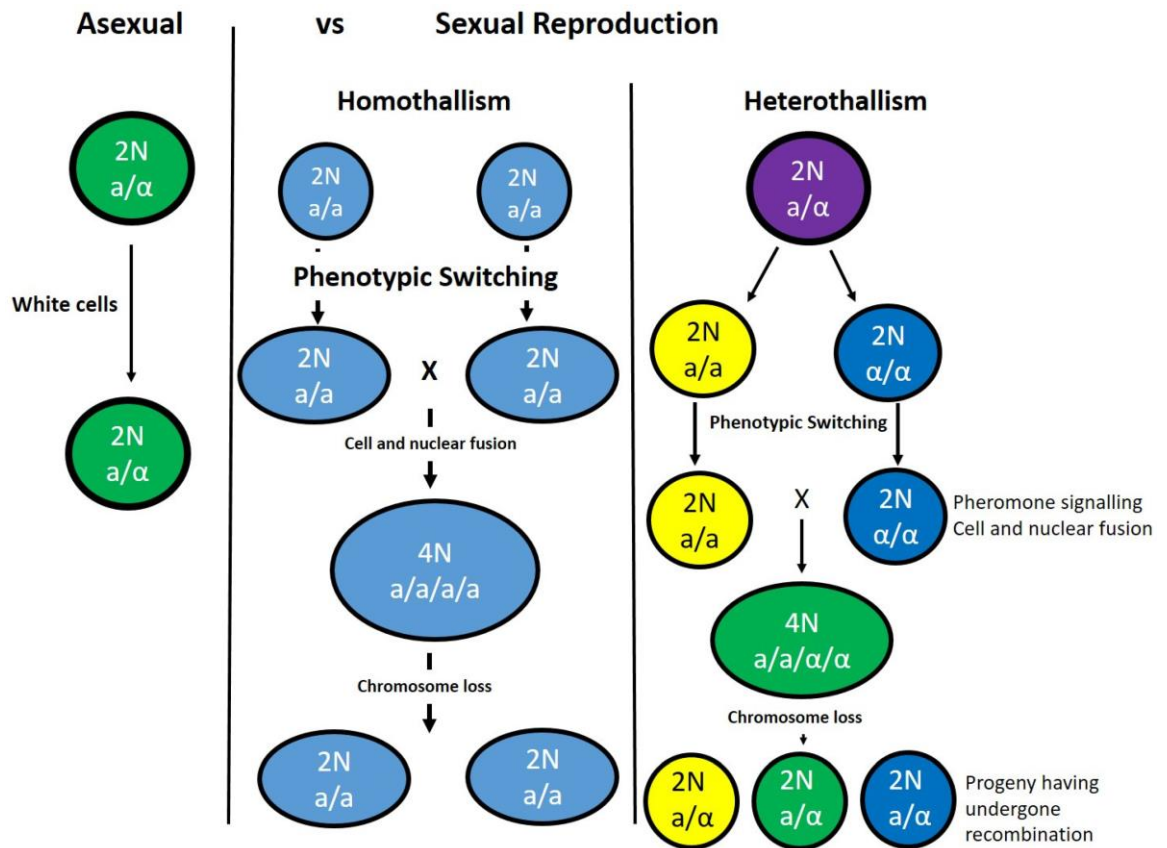 Asexual vs Sexual Reproduction
2N
a/α
White cells
2N
a/α
Homothallism
2N
a/a
2N
a/a
Phenotypic Switching
2N
a/a
X
2N
a/a
Cell and nuclear fusion
4N
a/a/a/a
Chromosome loss
2N
a/a
2N
a/a
Heterothallism
2N
a/α
2N
a/a
2N
α/α
Phenotypic Switching
2N
a/a
X
2N
α/α
Pheromone signalling
Cell and nuclear fusion
4N
a/a/α/α
Chromosome loss
2N
a/α
2N
a/α
2N
a/α
Progeny having
undergone
recombination